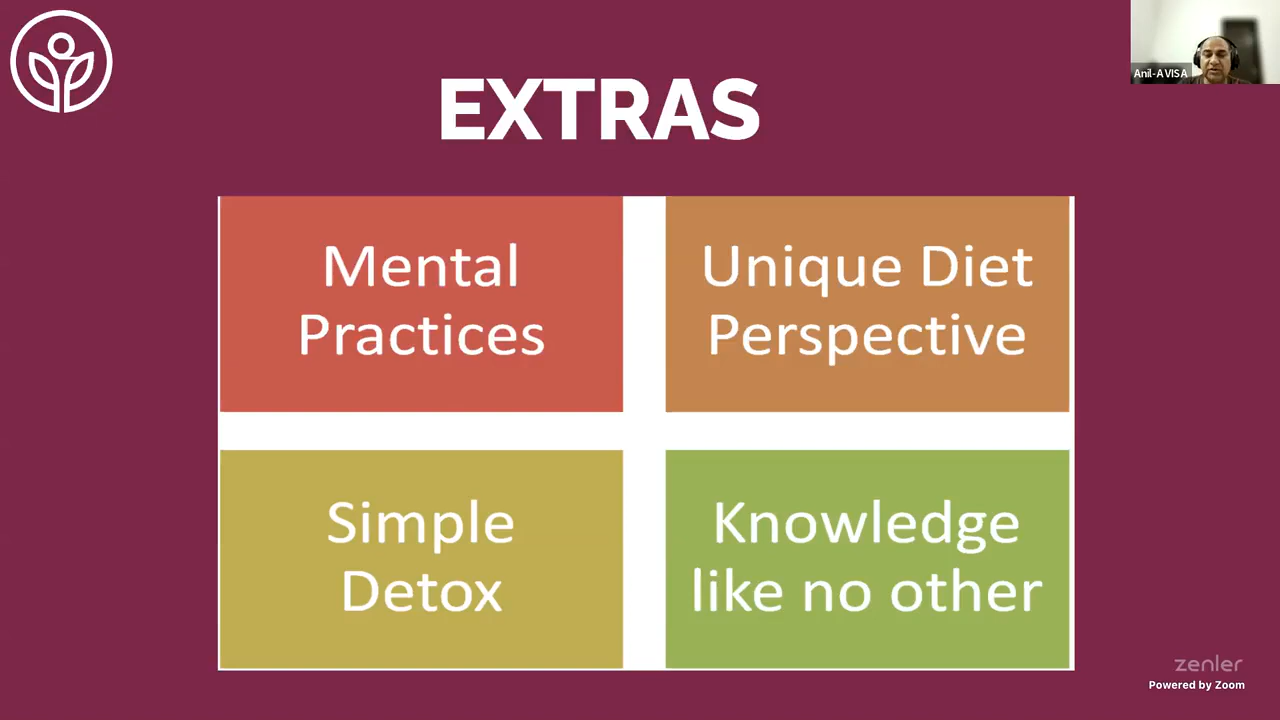 EXTRAS
Anil-AVISA
Mental
Practices
Unique Diet
Perspective
Simple
Detox
Knowledge
like no other
zenler
Powered by Zoom